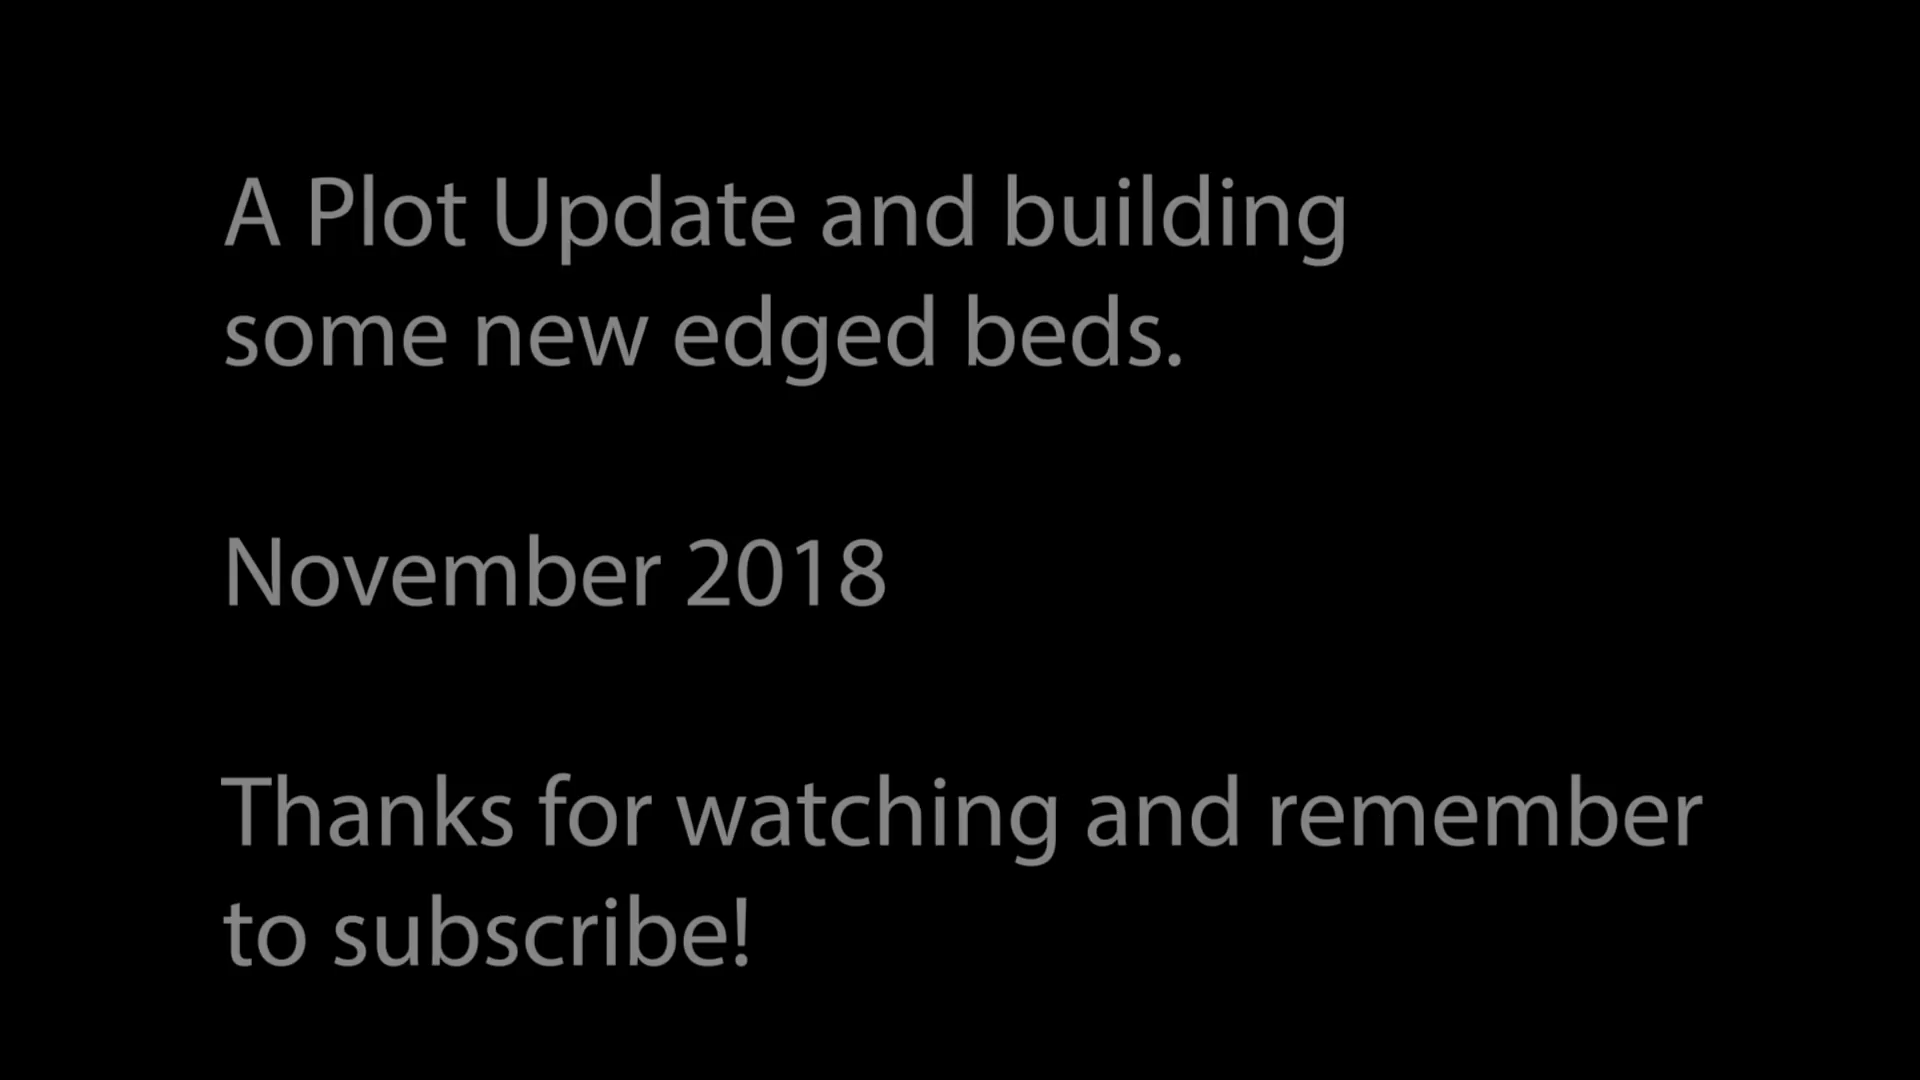 A Plot Update and building
some new edged beds.
November 2018
Thanks for watching and remember
to subscribe!